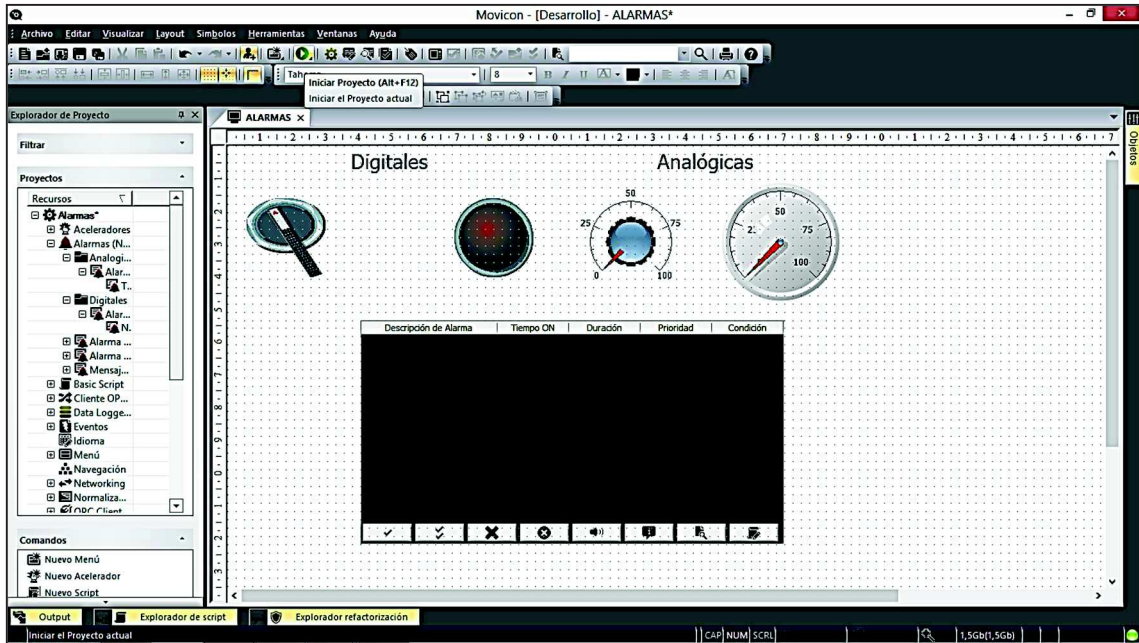 Movicon - [Desarrollo] - ALARMAS*
Archivo Editar Visualizar Layout Simbolos Herramientas Ventanas Ayuda
8
Iniciar Proyecto (Alt+F12)
Iniciar el Proyecto actual
Explorador de Proyecto
ALARMAS
Objetos
Filtrar
Proyectos
Recursos
Alarmas*
Aceleradores
Alarmas (N...
Analogi...
Alar...
T..
Digitales
Alar...
N.
Alarma ...
Alarma ...
Mensaj...
Basic Script
Cliente OP...
Data Logge...
Eventos
Idioma
Menú
Navegación
Networking
Normaliza...
OPC Client
Comandos
Nuevo Menú
Nuevo Acelerador
Nuevo Script
Digitales
Analógicas
0
25
50
75
100
50
75
100
Descripción de Alarma Tiempo ON Duración Prioridad Condición
Output Explorador de script Explorador refactorización
Iniciar el Proyecto actual
CAP NUM SCRL
1,5Gb(1,5Gb)